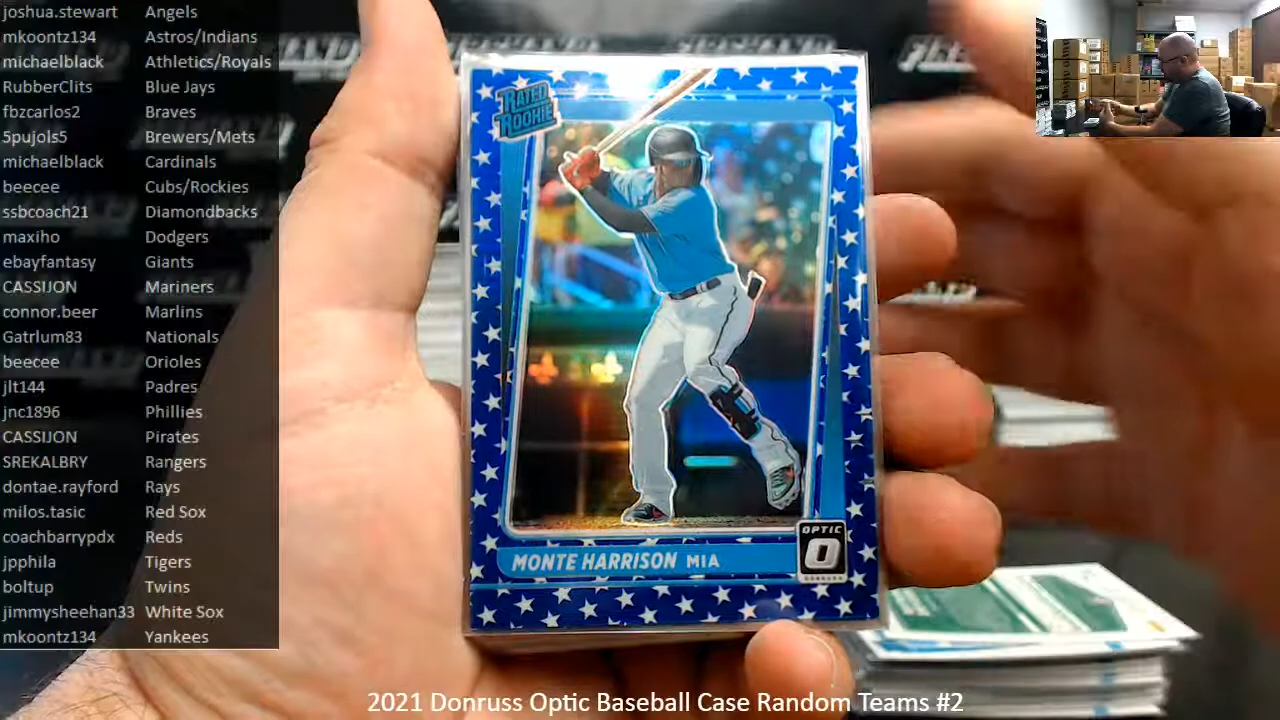 joshua.stewart Angels
mkoontz134 Astros/Indians
michaelblack Athletics/Royals
RubberClits Blue Jays
fbzcarlos2 Braves
5pujols5 Brewers/Mets
michaelblack Cardinals
beecee Cubs/Rockies
ssbcoach21 Diamondbacks
maxiho Dodgers
ebayfantasy Giants
CASSIJON Mariners
connor.beer Marlins
Gatrlum83 Nationals
beecee Orioles
jlt144 Padres
jnc1896 Phillies
CASSIJON Pirates
SREKALBRY Rangers
dontae.rayford Rays
milos.tasic Red Sox
coachbarrypdx Reds
jpphila Tigers
boltup Twins
jimmysheehan33 White Sox
mkoontz134 Yankees
RATED
ROOKIE
MONTE HARRISON MIA
OPTIC
O
DONRUSS
2021 Donruss Optic Baseball Case Random Teams #2